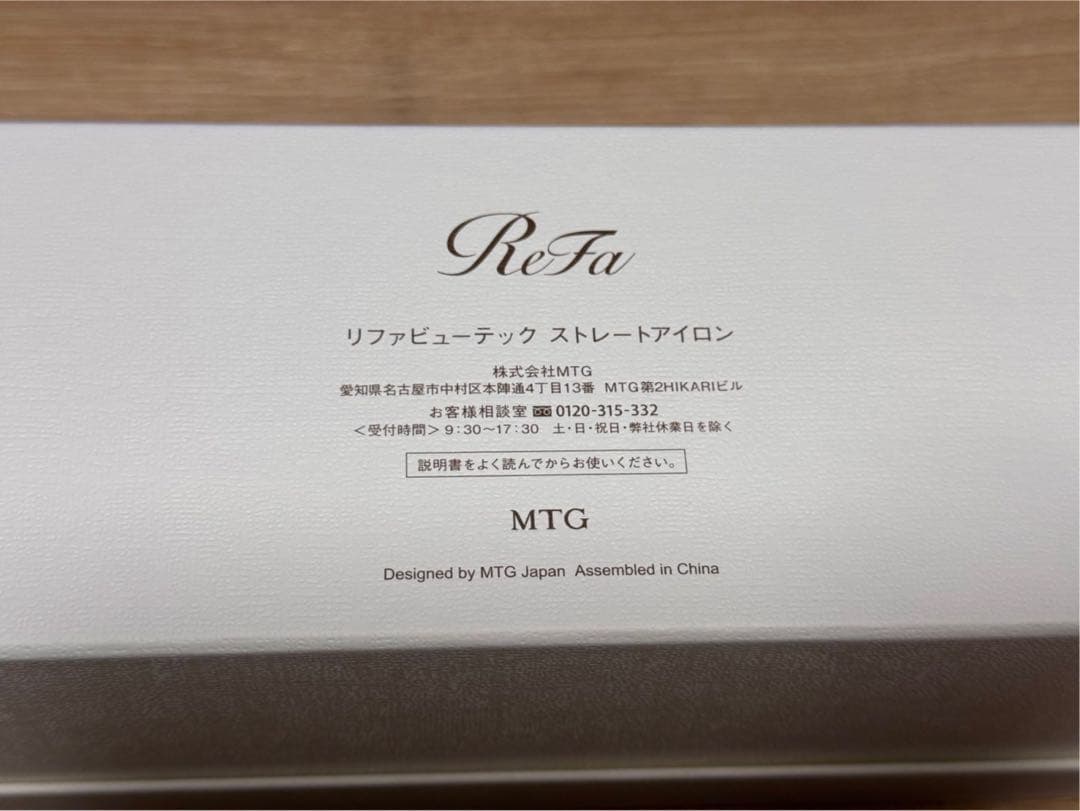 ReFa
リファビューテック ストレートアイロン
株式会社MTG
愛知県名古屋市中村区本陣通4丁目13番 MTG第2HIKARIビル
お客様相談室 0120-315-332
＜受付時間＞9：30～17：30 土・日・祝日・弊社休業日を除く
説明書をよく読んでからお使いください。
MTG
Designed by MTG Japan Assembled in China